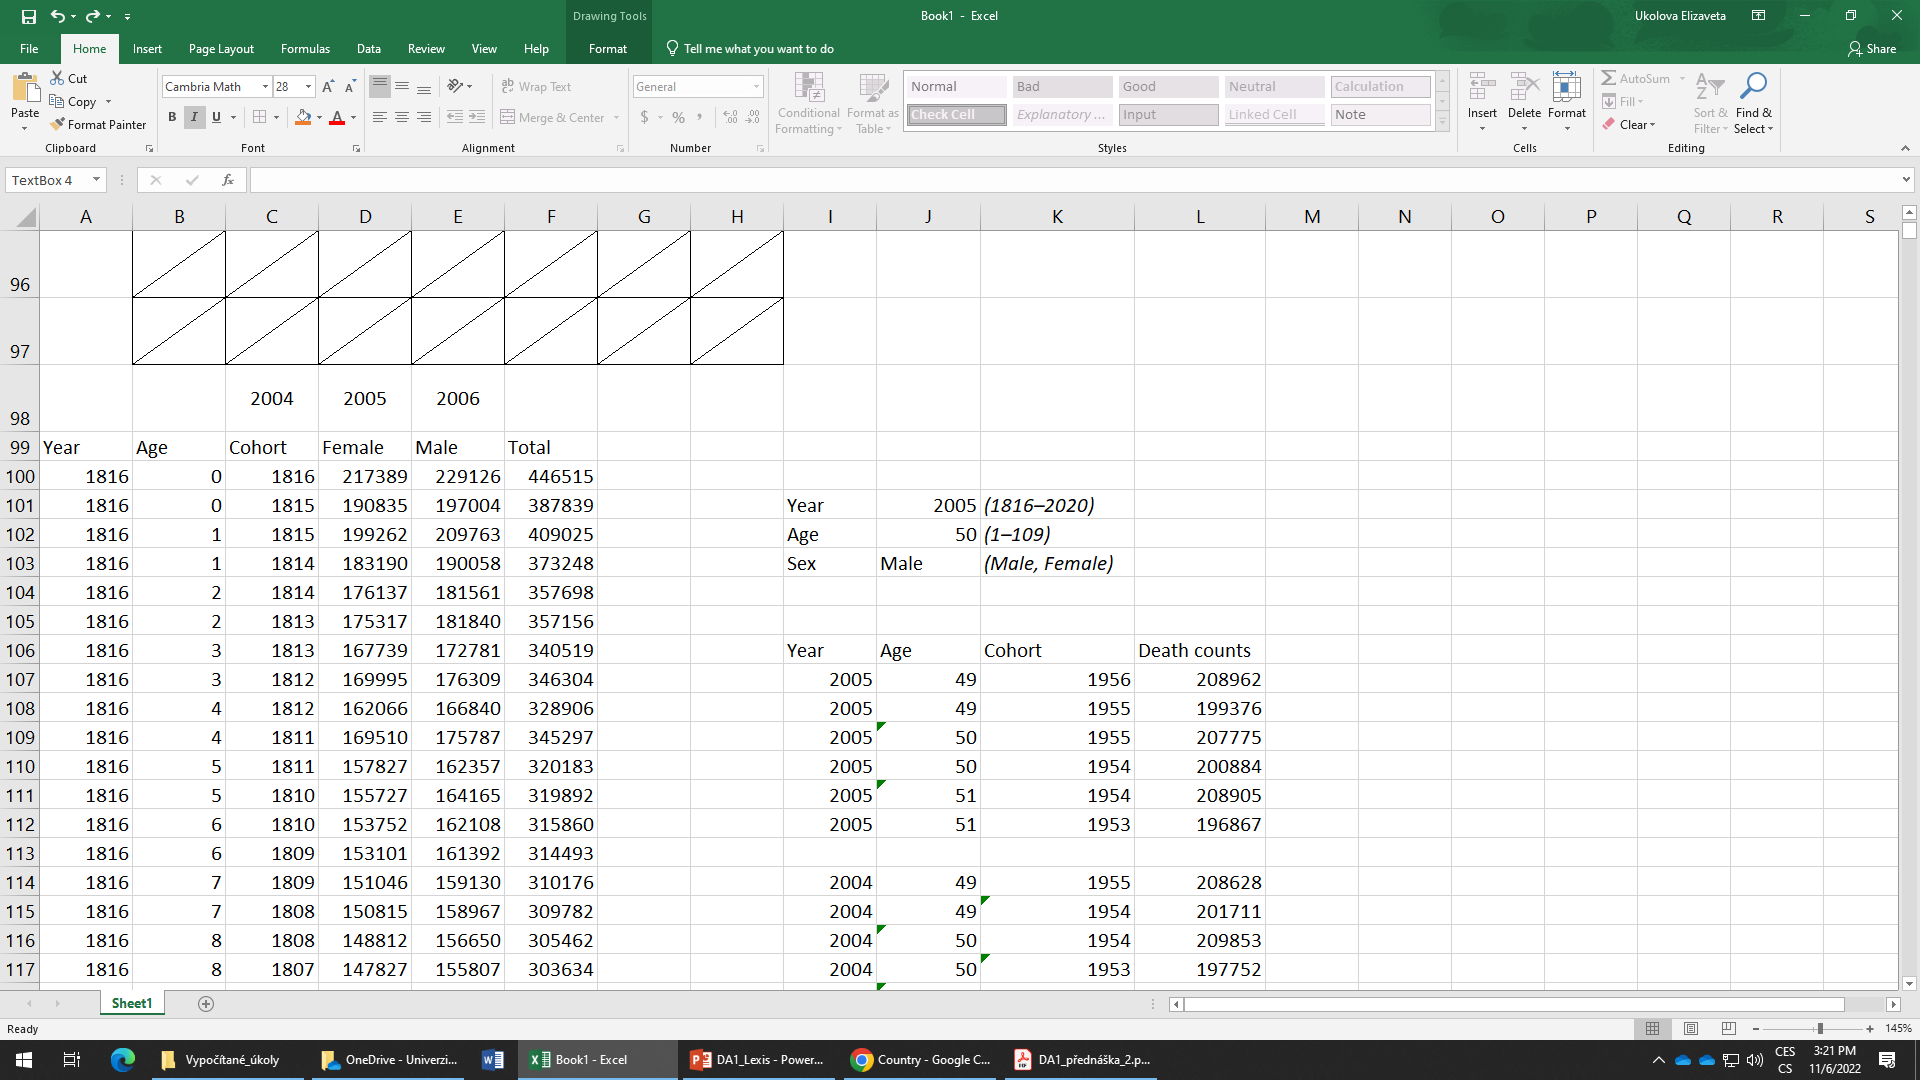 Drawing Tools Book1 - Excel Ukolova Elizaveta
File Home Insert Page Layout Formulas Data Review View Help Format Tell me what you want to do Share
Paste Cut Copy Format Painter Clipboard
Cambria Math 28 B I U Font
Wrap Text Merge & Center Alignment
General $ % Number
Conditional Formatting Format as Table
Normal Bad Good Neutral Calculation
Check Cell Explanatory ... Input Linked Cell Note
Styles
Insert Delete Format Cells
AutoSum Fill Clear Sort & Filter Find & Select Editing
TextBox 4 fx
A B C D E F G H I J K L M N O P Q R S
96
97
98 2004 2005 2006
99 Year Age Cohort Female Male Total
100 1816 0 1816 217389 229126 446515
101 1816 0 1815 190835 197004 387839 Year 2005 (1816–2020)
102 1816 1 1815 199262 209763 409025 Age 50 (1–109)
103 1816 1 1814 183190 190058 373248 Sex Male (Male, Female)
104 1816 2 1814 176137 181561 357698
105 1816 2 1813 175317 181840 357156
106 1816 3 1813 167739 172781 340519 Year Age Cohort Death counts
107 1816 3 1812 169995 176309 346304 2005 49 1956 208962
108 1816 4 1812 162066 166840 328906 2005 49 1955 199376
109 1816 4 1811 169510 175787 345297 2005 50 1955 207775
110 1816 5 1811 157827 162357 320183 2005 50 1954 200884
111 1816 5 1810 155727 164165 319892 2005 51 1954 208905
112 1816 6 1810 153752 162108 315860 2005 51 1953 196867
113 1816 6 1809 153101 161392 314493
114 1816 7 1809 151046 159130 310176 2004 49 1955 208628
115 1816 7 1808 150815 158967 309782 2004 49 1954 201711
116 1816 8 1808 148812 156650 305462 2004 50 1954 209853
117 1816 8 1807 147827 155807 303634 2004 50 1953 197752
Sheet1
Ready 145%
Vypočítané_úkoly OneDrive - Univerzi... Book1 - Excel DA1_Lexis - Power... Country - Google C... DA1_přednáška_2.p... CES 3:21 PM
CS 11/6/2022